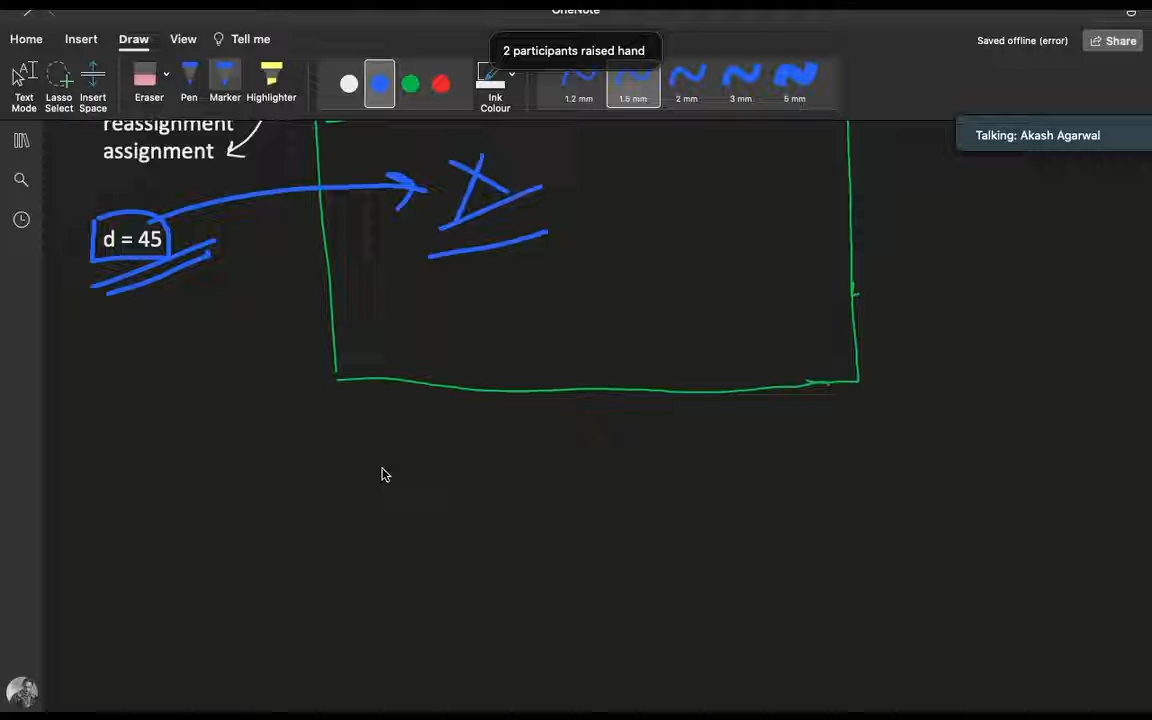 OneNote
Home Insert Draw View Tell me
2 participants raised hand
Saved offline (error) Share
Text Mode
Lasso Select
Insert Space
Eraser
Pen
Marker
Highlighter
Ink Colour
1.2 mm
1.5 mm
2 mm
3 mm
5 mm
Talking: Akash Agarwal
reassignment
assignment
d = 45